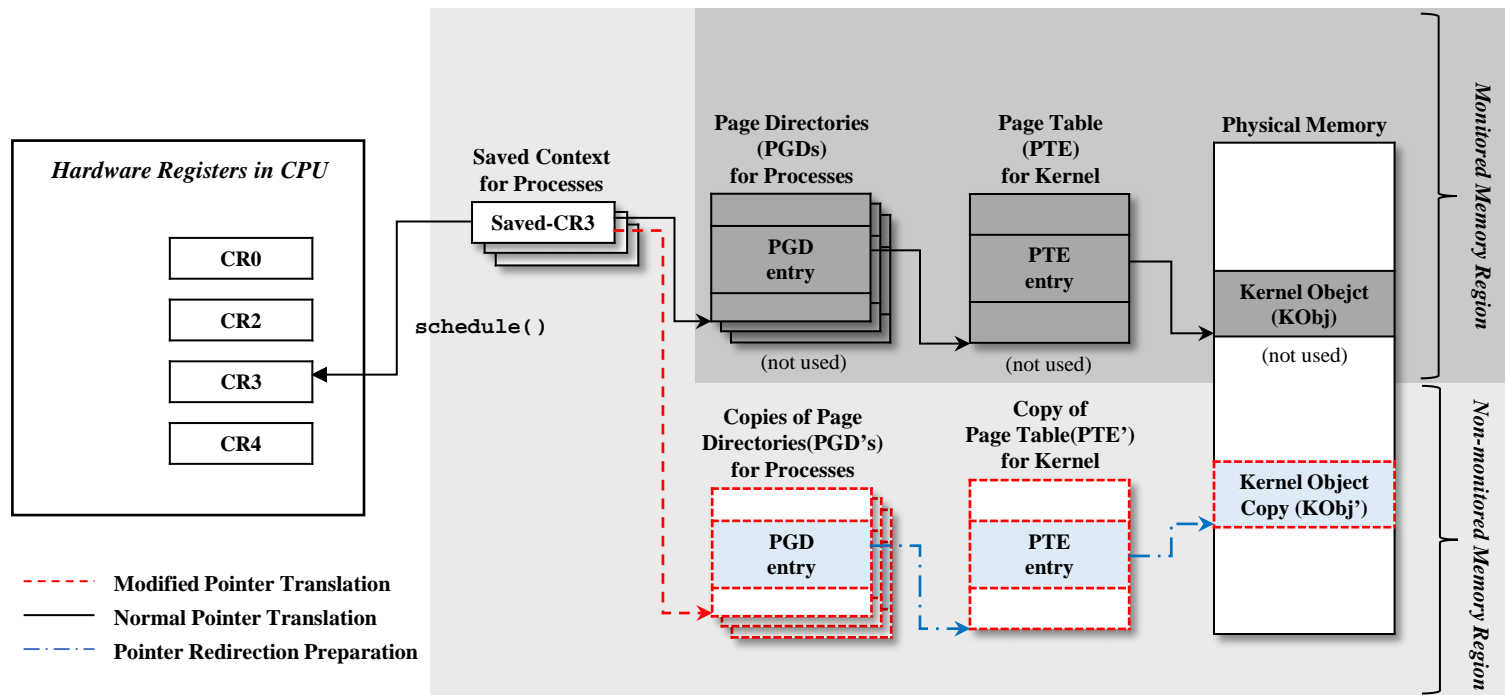 Hardware Registers in CPU
CR0
CR2
CR3
CR4
schedule()
Saved Context
for Processes
Saved-CR3
Page Directories
(PGDs)
for Processes
PGD
entry
(not used)
Page Table
(PTE)
for Kernel
PTE
entry
(not used)
Physical Memory
Kernel Obejct
(KObj)
(not used)
Monitored Memory Region
Copies of Page
Directories(PGD's)
for Processes
PGD
entry
Copy of
Page Table(PTE’)
for Kernel
PTE
entry
Kernel Object
Copy (KObj’)
Non-monitored Memory Region
Modified Pointer Translation
Normal Pointer Translation
Pointer Redirection Preparation